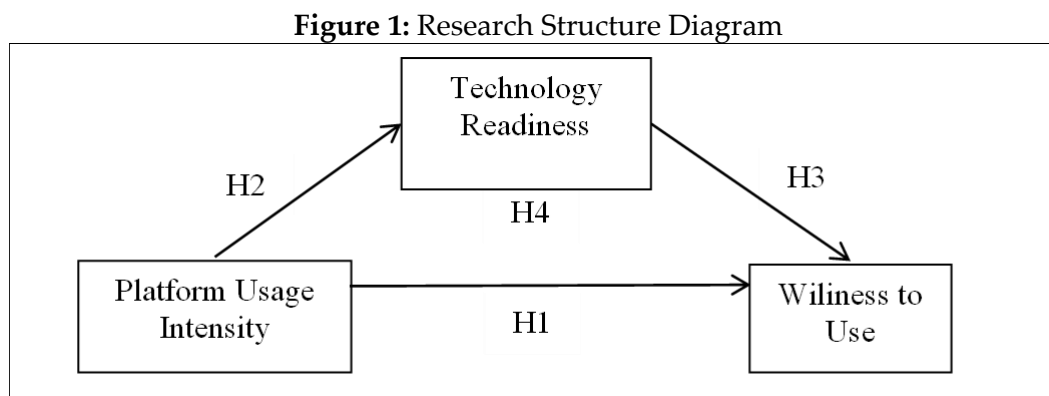 Figure 1: Research Structure Diagram
Technology
Readiness
H2
H3
H4
Platform Usage
Intensity
H1
Wiliness to
Use